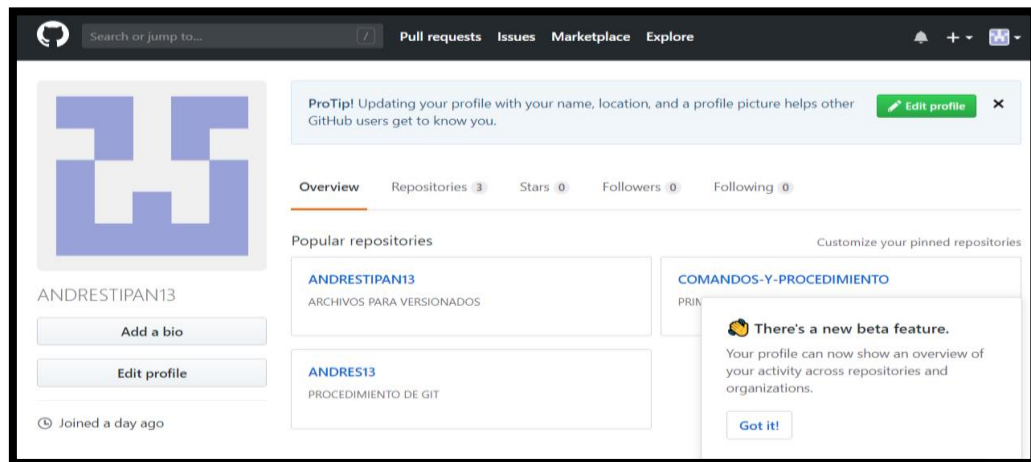 Search or jump to... /
Pull requests Issues Marketplace Explore
ProTip! Updating your profile with your name, location, and a profile picture helps other
GitHub users get to know you.
Edit profile
Overview Repositories 3 Stars 0 Followers 0 Following 0
Popular repositories
Customize your pinned repositories
ANDRESTIPAN13
ARCHIVOS PARA VERSIONADOS
COMANDOS-Y-PROCEDIMIENTO
ANDRES13
PROCEDIMIENTO DE GIT
ANDRESTIPAN13
Add a bio
Edit profile
Joined a day ago
There's a new beta feature.
Your profile can now show an overview of
your activity across repositories and
organizations.
Got it!